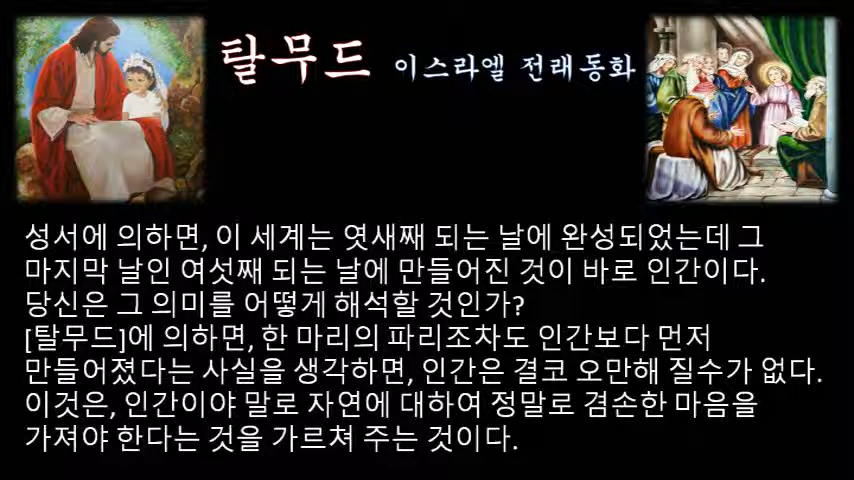 탈무드 이스라엘 전래동화
성서에 의하면, 이 세계는 엿새째 되는 날에 완성되었는데 그
마지막 날인 여섯째 되는 날에 만들어진 것이 바로 인간이다.
당신은 그 의미를 어떻게 해석할 것인가?
[탈무드]에 의하면, 한 마리의 파리조차도 인간보다 먼저
만들어졌다는 사실을 생각하면, 인간은 결코 오만해 질수가 없다.
이것은, 인간이야 말로 자연에 대하여 정말로 겸손한 마음을
가져야 한다는 것을 가르쳐 주는 것이다.